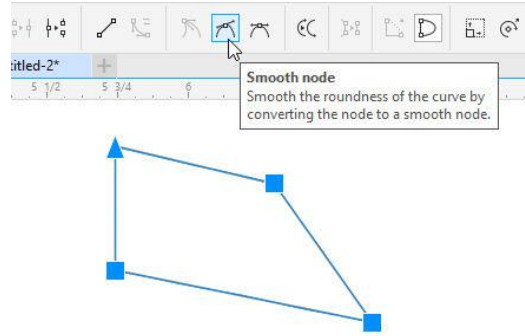 titled-2*
5 1/2 5 3/4 6
Smooth node
Smooth the roundness of the curve by
converting the node to a smooth node.